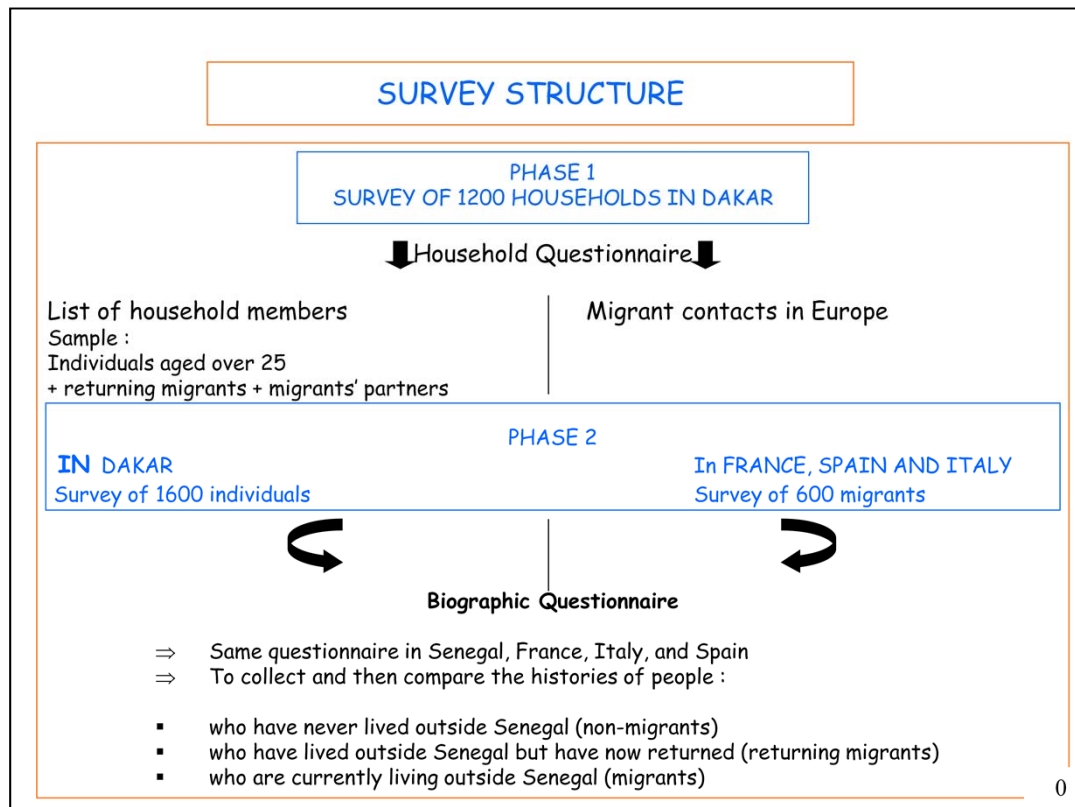 SURVEY STRUCTURE
PHASE 1
SURVEY OF 1200 HOUSEHOLDS IN DAKAR
Household Questionnaire
List of household members
Sample :
Individuals aged over 25
+ returning migrants + migrants’ partners
Migrant contacts in Europe
PHASE 2
IN DAKAR
Survey of 1600 individuals
In FRANCE, SPAIN AND ITALY
Survey of 600 migrants
Biographic Questionnaire
⇒ Same questionnaire in Senegal, France, Italy, and Spain
⇒ To collect and then compare the histories of people :
▪ who have never lived outside Senegal (non-migrants)
▪ who have lived outside Senegal but have now returned (returning migrants)
▪ who are currently living outside Senegal (migrants)
0